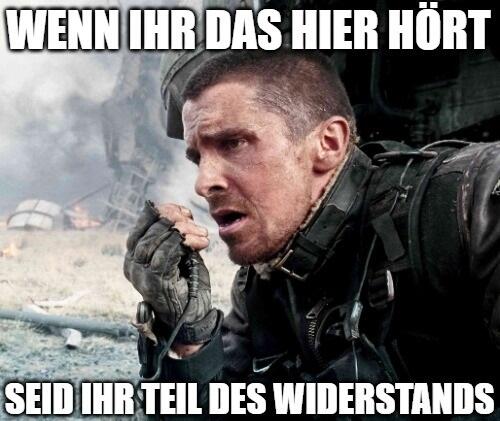 WENN IHR DAS HIER HÖRT
SEID IHR TEIL DES WIDERSTANDS